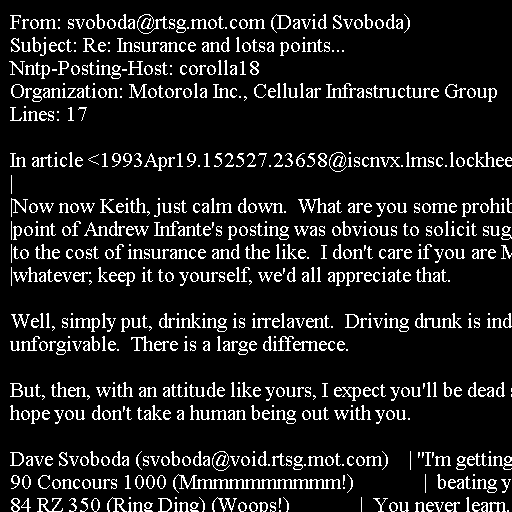 From: svoboda@rtsg.mot.com (David Svoboda)
Subject: Re: Insurance and lotsa points...
Nntp-Posting-Host: corolla18
Organization: Motorola Inc., Cellular Infrastructure Group
Lines: 17
In article <1993Apr19.152527.23658@iscnvx.lmsc.lockhee
|
|Now now Keith, just calm down.  What are you some prohib
|point of Andrew Infante's posting was obvious to solicit sug
|to the cost of insurance and the like.  I don't care if you are M
|whatever; keep it to yourself, we'd all appreciate that.
Well, simply put, drinking is irrelavent.  Driving drunk is ind
unforgivable.  There is a large differnece.
But, then, with an attitude like yours, I expect you'll be dead s
hope you don't take a human being out with you.
Dave Svoboda (svoboda@void.rtsg.mot.com)    | "I'm getting
90 Concours 1000 (Mmmmmmmmmm!)              |  beating y
84 RZ 350 (Ring Ding) (Woops!)              |  You never learn.